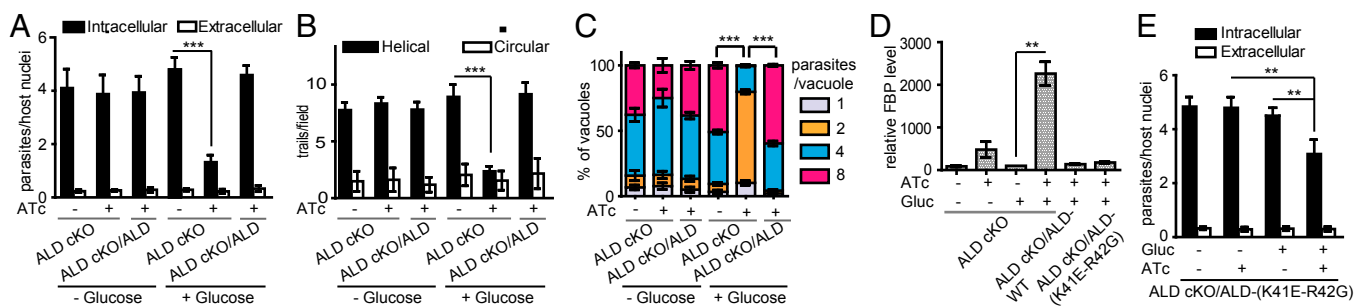 A
Intracellular Extracellular
parasites/host nuclei
6
4
2
0
***
ATc - + + - + +
ALD cKO
ALD cKO/ALD
ALD cKO
ALD cKO/ALD
- Glucose + Glucose
B
Helical Circular
trails/field
10
5
0
***
ATc - + + - + +
ALD cKO
ALD cKO/ALD
ALD cKO
ALD cKO/ALD
- Glucose + Glucose
C
*** ***
% of vacuoles
100
50
0
parasites
/vacuole
1
2
4
8
ATc - + + - + +
ALD cKO
ALD cKO/ALD
ALD cKO
ALD cKO/ALD
- Glucose + Glucose
D
relative FBP level
3000
2100
1200
500
250
0
**
ATc - + - + + +
Gluc - - + + + +
ALD cKO
ALD cKO/ALD-
WT
ALD cKO/ALD-
(K41E-R42G)
E
Intracellular
Extracellular
parasites/host nuclei
6
4
2
0
**
**
Gluc - - + +
ATc - + - +
ALD cKO/ALD-(K41E-R42G)